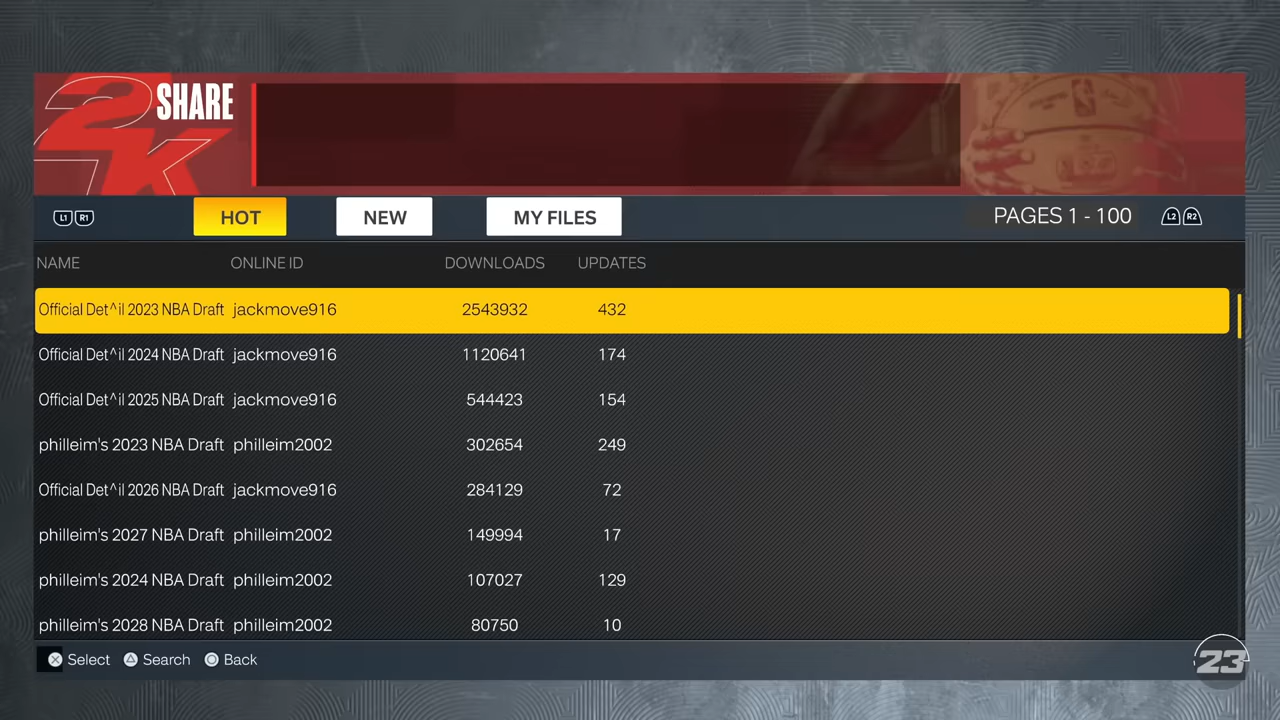 2K SHARE
L1 R1 HOT NEW MY FILES PAGES 1 - 100 L2 R2
NAME ONLINE ID DOWNLOADS UPDATES
Official Det^il 2023 NBA Draft jackmove916 2543932 432
Official Det^il 2024 NBA Draft jackmove916 1120641 174
Official Det^il 2025 NBA Draft jackmove916 544423 154
philleim's 2023 NBA Draft philleim2002 302654 249
Official Det^il 2026 NBA Draft jackmove916 284129 72
philleim's 2027 NBA Draft philleim2002 149994 17
philleim's 2024 NBA Draft philleim2002 107027 129
philleim's 2028 NBA Draft philleim2002 80750 10
Select Search Back
23